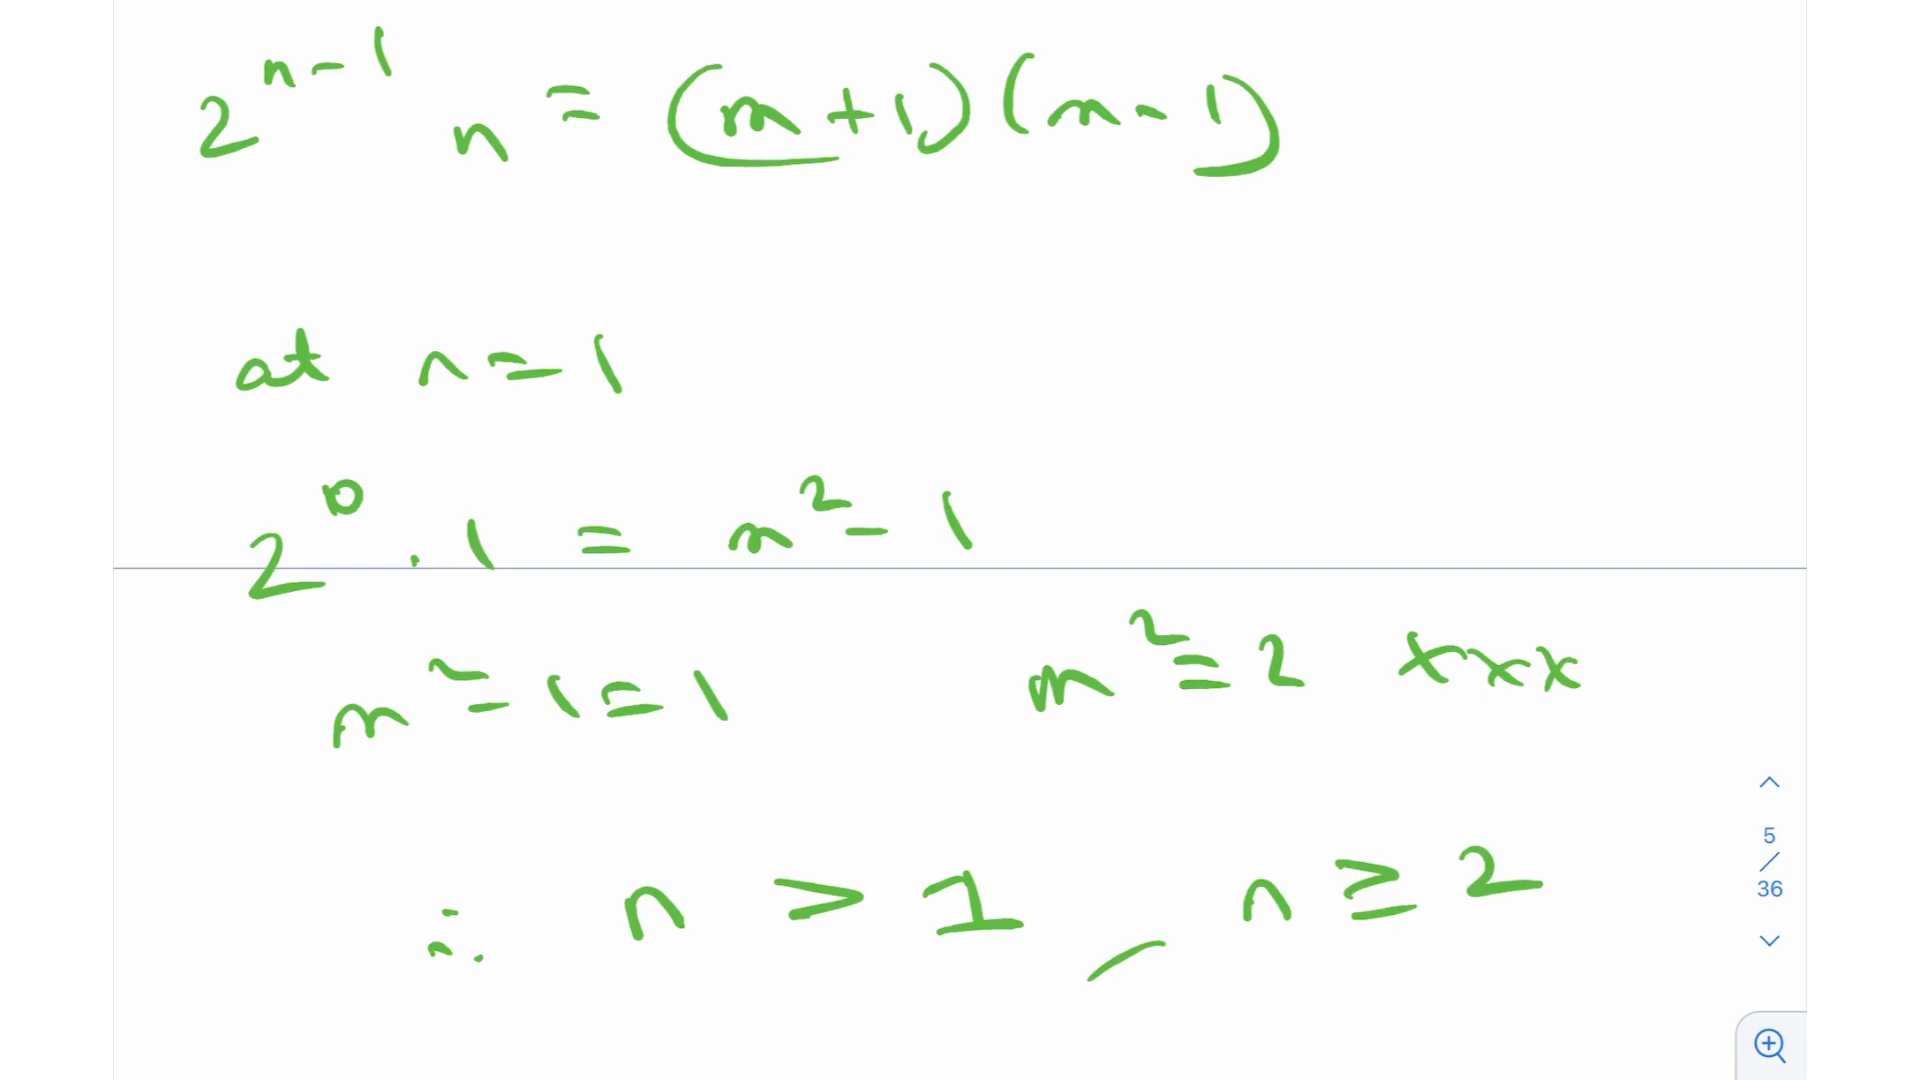 2^{n-1} n = (m+1)(m-1)
at n=1
2^0 . 1 = m^2 - 1
m^2 - 1 = 1 m^2 = 2 xxx
∴ n > 1, n ≥ 2
5
/
36